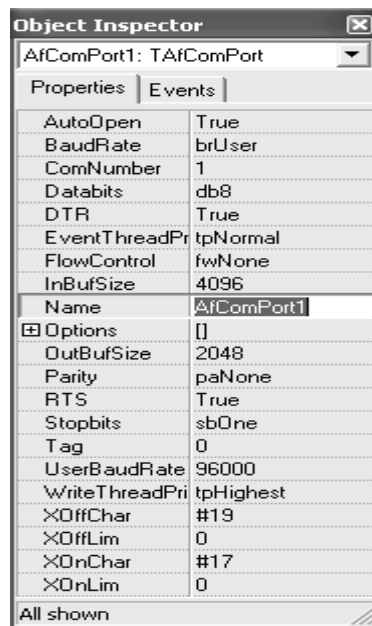 Object Inspector
AfComPort1: TAfComPort
Properties Events
AutoOpen True
BaudRate brUser
ComNumber 1
Databits db8
DTR True
EventThreadPr tpNormal
FlowControl fwNone
InBufSize 4096
Name AfComPort1
Options []
OutBufSize 2048
Parity paNone
RTS True
Stopbits sbOne
Tag 0
UserBaudRate 96000
WriteThreadPri tpHighest
XOffChar #19
XOffLim 0
XOnChar #17
XOnLim 0
All shown